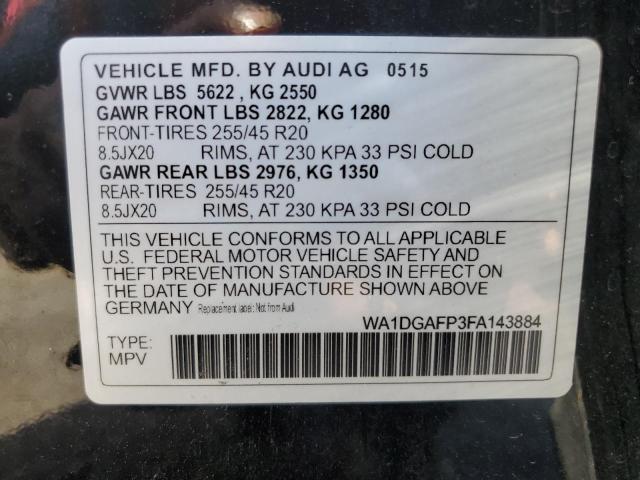 VEHICLE MFD. BY AUDI AG 0515
GVWR LBS 5622 , KG 2550
GAWR FRONT LBS 2822, KG 1280
FRONT-TIRES 255/45 R20
8.5JX20 RIMS, AT 230 KPA 33 PSI COLD
GAWR REAR LBS 2976, KG 1350
REAR-TIRES 255/45 R20
8.5JX20 RIMS, AT 230 KPA 33 PSI COLD
THIS VEHICLE CONFORMS TO ALL APPLICABLE
U.S. FEDERAL MOTOR VEHICLE SAFETY AND
THEFT PREVENTION STANDARDS IN EFFECT ON
THE DATE OF MANUFACTURE SHOWN ABOVE
GERMANY Replacement label: Not from Audi
WA1DGAFP3FA143884
TYPE:
MPV